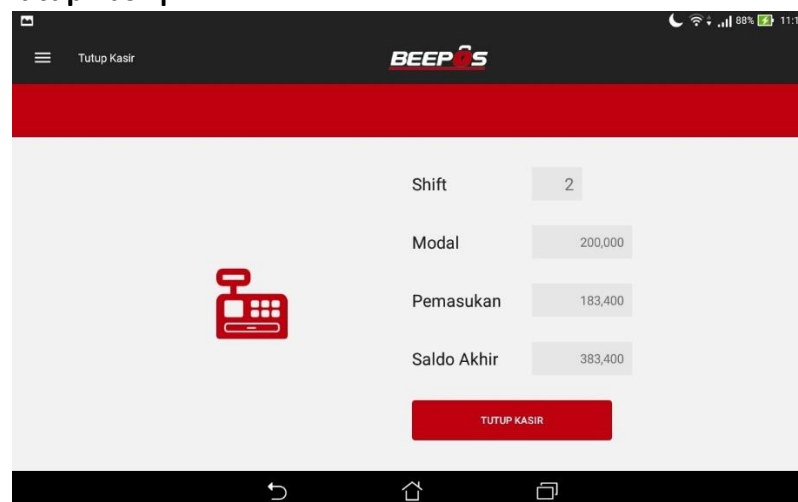 88% 11:1
Tutup Kasir
BEEPOS
Shift 2
Modal 200,000
Pemasukan 183,400
Saldo Akhir 383,400
TUTUP KASIR